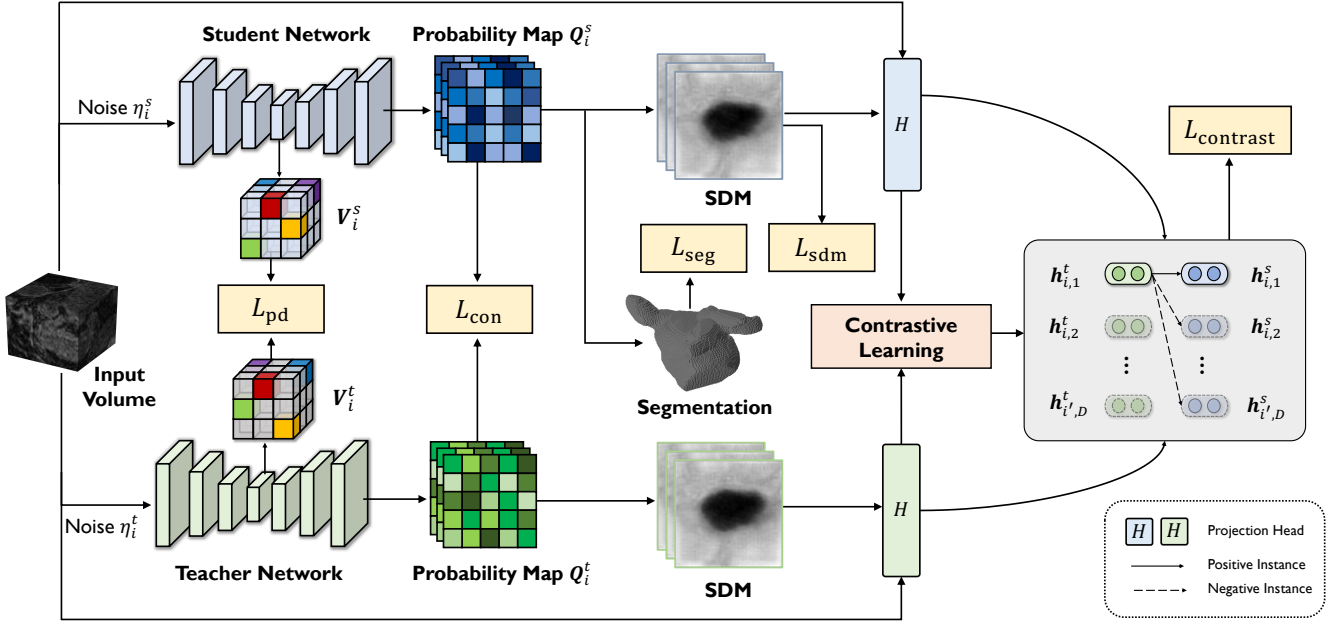 Student Network
Probability Map Q_i^s
Noise η_i^s
H
L_contrast
SDM
V_i^s
L_seg
L_sdm
h_{i,1}^t
h_{i,1}^s
L_pd
L_con
Contrastive
Learning
h_{i,2}^t
h_{i,2}^s
Input
Volume
V_i^t
Segmentation
h_{i',D}^t
h_{i',D}^s
Noise η_i^t
H
Teacher Network
Probability Map Q_i^t
SDM
H H Projection Head
Positive Instance
Negative Instance